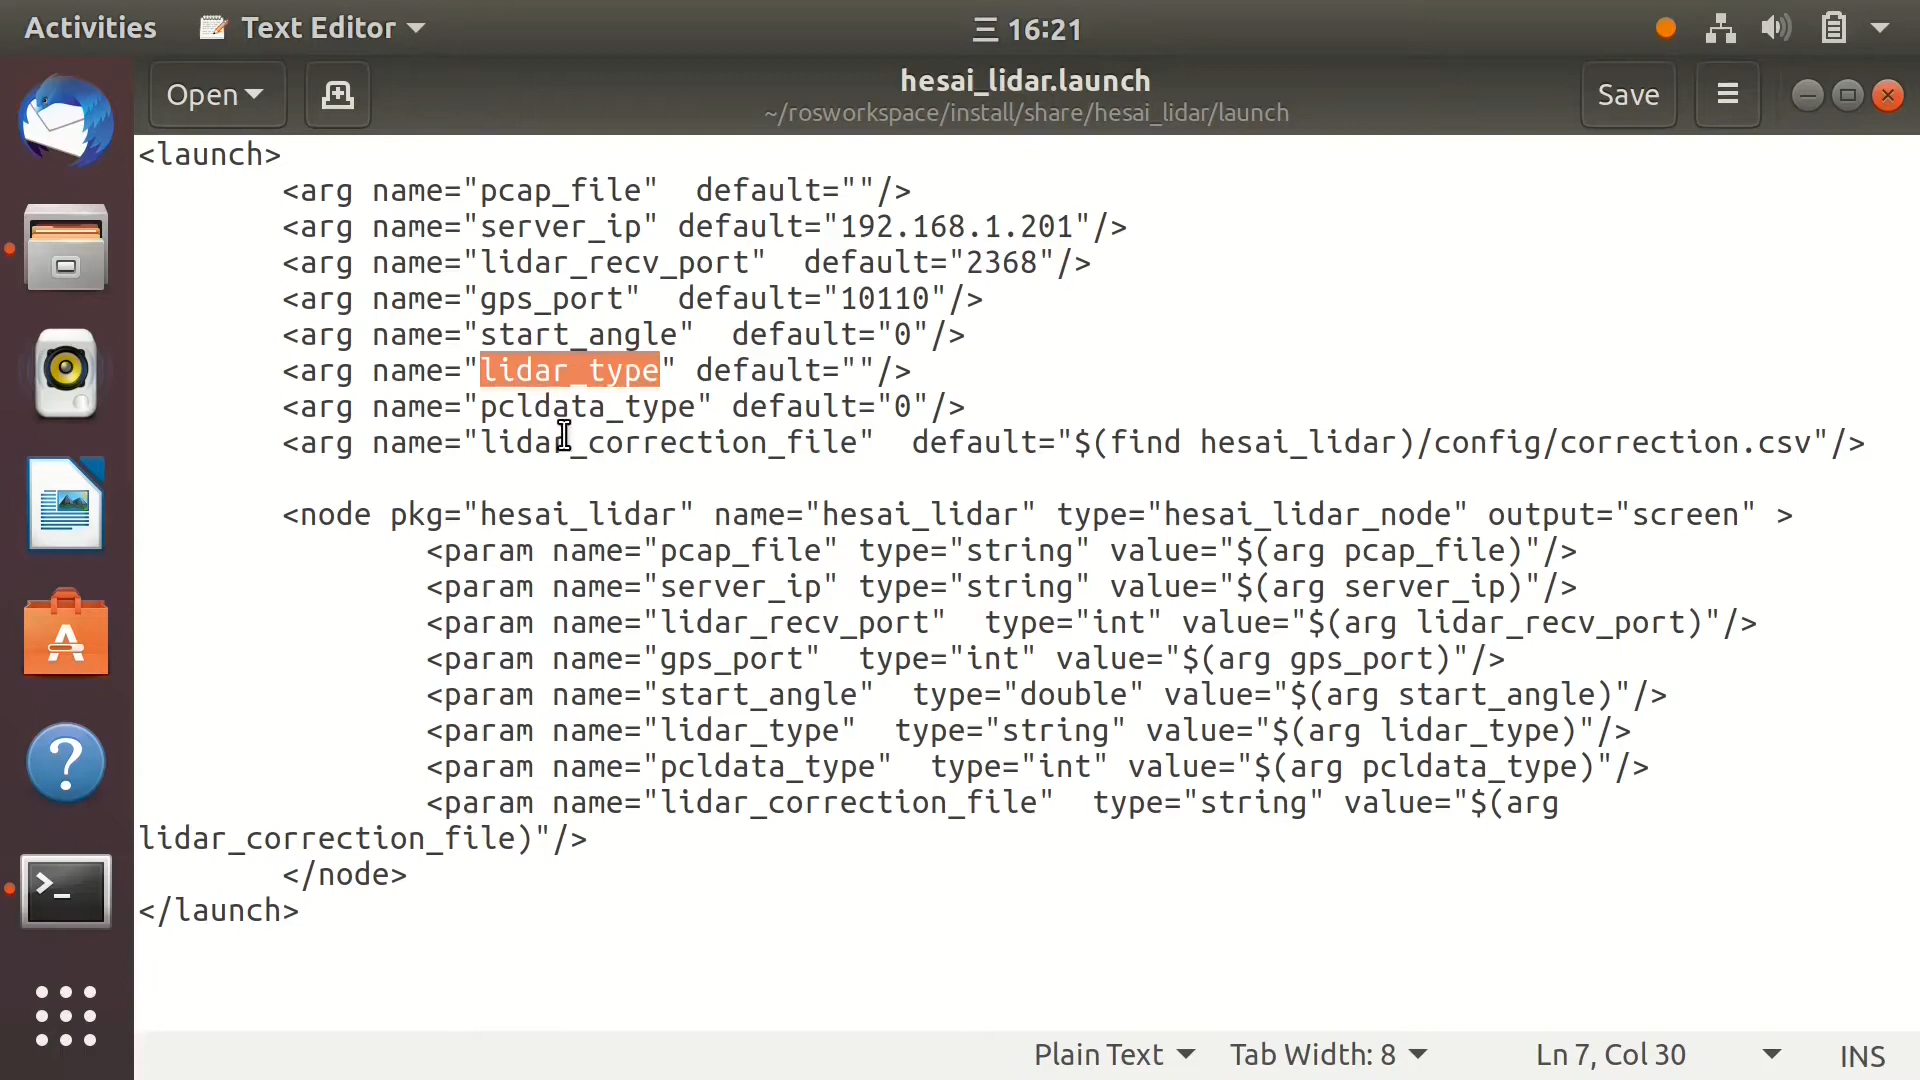 Activities
Text Editor
三 16:21
Open
hesai_lidar.launch
~/rosworkspace/install/share/hesai_lidar/launch
Save
<launch>
<arg name="pcap_file"  default=""/>
<arg name="server_ip" default="192.168.1.201"/>
<arg name="lidar_recv_port"  default="2368"/>
<arg name="gps_port"  default="10110"/>
<arg name="start_angle"  default="0"/>
<arg name="lidar_type" default=""/>
<arg name="pcldata_type" default="0"/>
<arg name="lidar_correction_file"  default="$(find hesai_lidar)/config/correction.csv"/>
<node pkg="hesai_lidar" name="hesai_lidar" type="hesai_lidar_node" output="screen" >
<param name="pcap_file" type="string" value="$(arg pcap_file)"/>
<param name="server_ip" type="string" value="$(arg server_ip)"/>
<param name="lidar_recv_port"  type="int" value="$(arg lidar_recv_port)"/>
<param name="gps_port"  type="int" value="$(arg gps_port)"/>
<param name="start_angle"  type="double" value="$(arg start_angle)"/>
<param name="lidar_type"  type="string" value="$(arg lidar_type)"/>
<param name="pcldata_type"  type="int" value="$(arg pcldata_type)"/>
<param name="lidar_correction_file"  type="string" value="$(arg
lidar_correction_file)"/>
</node>
</launch>
Plain Text
Tab Width: 8
Ln 7, Col 30
INS